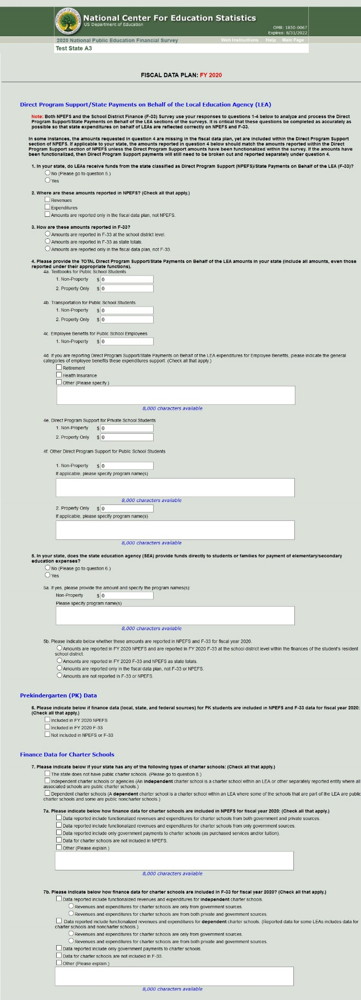 National Center For Education Statistics
US Department of Education
OMB: 1850-0067
Expires: 8/31/2022
2020 National Public Education Financial Survey
Web Instructions Help Main Page
Test State A3
FISCAL DATA PLAN: FY 2020
Direct Program Support/State Payments on Behalf of the Local Education Agency (LEA)
Note: Both NPEFS and the School District Finance (F-33) Survey use your responses to questions 1-4 below to analyze and process the Direct
Program Support/State Payments on Behalf of the LEA sections of the surveys. It is critical that these questions be completed as accurately as
possible so that state expenditures on behalf of LEAs are reflected correctly on NPEFS and F-33.
In some instances, the amounts requested in question 4 are missing in the fiscal data plan, yet are included within the Direct Program Support
section of NPEFS. If applicable to your state, the amounts reported in question 4 below should match the amounts reported within the Direct
Program Support section of NPEFS unless the Direct Program Support amounts have been functionalized within the survey. If the amounts have
been functionalized, then Direct Program Support payments will still need to be broken out and reported separately under question 4.
1. In your state, do LEAs receive funds from the state classified as Direct Program Support (NPEFS)/State Payments on Behalf of the LEA (F-33)?
No (Please go to question 5.)
Yes
2. Where are these amounts reported in NPEFS? (Check all that apply.)
Revenues
Expenditures
Amounts are reported only in the fiscal data plan, not NPEFS.
3. How are these amounts reported in F-33?
Amounts are reported in F-33 at the school district level.
Amounts are reported in F-33 as state totals.
Amounts are reported only in the fiscal data plan, not F-33.
4. Please provide the TOTAL Direct Program Support/State Payments on Behalf of the LEA amounts in your state (include all amounts, even those
reported under their appropriate functions).
4a. Textbooks for Public School Students
1. Non-Property $ 0
2. Property Only $ 0
4b. Transportation for Public School Students
1. Non-Property $ 0
2. Property Only $ 0
4c. Employee Benefits for Public School Employees
1. Non-Property $ 0
4d. If you are reporting Direct Program Support/State Payments on Behalf of the LEA expenditures for Employee Benefits, please indicate the general
categories of employee benefits these expenditures support: (Check all that apply.)
Retirement
Health Insurance
Other (Please specify.)
8,000 characters available
4e. Direct Program Support for Private School Students
1. Non-Property $ 0
2. Property Only $ 0
4f. Other Direct Program Support for Public School Students
1. Non-Property $ 0
If applicable, please specify program name(s)
8,000 characters available
2. Property Only $ 0
If applicable, please specify program name(s)
8,000 characters available
5. In your state, does the state education agency (SEA) provide funds directly to students or families for payment of elementary/secondary
education expenses?
No (Please go to question 6.)
Yes
5a. If yes, please provide the amount and specify the program names(s):
Non-Property $ 0
Please specify program name(s)
8,000 characters available
5b. Please indicate below whether these amounts are reported in NPEFS and F-33 for fiscal year 2020.
Amounts are reported in FY 2020 NPEFS and are reported in FY 2020 F-33 at the school district level within the finances of the student's resident
school district.
Amounts are reported in FY 2020 F-33 and NPEFS as state totals.
Amounts are reported only in the fiscal data plan, not F-33 or NPEFS.
Amounts are not reported in F-33 or NPEFS.
Prekindergarten (PK) Data
6. Please indicate below if finance data (local, state, and federal sources) for PK students are included in NPEFS and F-33 data for fiscal year 2020:
(Check all that apply.)
Included in FY 2020 NPEFS
Included in FY 2020 F-33
Not included in NPEFS or F-33
Finance Data for Charter Schools
7. Please indicate below if your state has any of the following types of charter schools: (Check all that apply.)
The state does not have public charter schools. (Please go to question 8.)
Independent charter schools or agencies (An independent charter school is a charter school within an LEA or other separately reported entity where all
associated schools are public charter schools.)
Dependent charter schools (A dependent charter school is a charter school within an LEA where some of the schools that are part of the LEA are public
charter schools and some are public noncharter schools.)
7a. Please indicate below how finance data for charter schools are included in NPEFS for fiscal year 2020: (Check all that apply.)
Data reported include functionalized revenues and expenditures for charter schools from both government and private sources.
Data reported include functionalized revenues and expenditures for charter schools from only government sources.
Data reported include only government payments to charter schools (as purchased services and/or tuition).
Data for charter schools are not included in NPEFS.
Other (Please explain.)
8,000 characters available
7b. Please indicate below how finance data for charter schools are included in F-33 for fiscal year 2020? (Check all that apply.)
Data reported include functionalized revenues and expenditures for independent charter schools.
Revenues and expenditures for charter schools are only from government sources.
Revenues and expenditures for charter schools are from both private and government sources.
Data reported include functionalized revenues and expenditures for dependent charter schools. (Reported data for some LEAs includes data for
charter schools and noncharter schools.)
Revenues and expenditures for charter schools are only from government sources.
Revenues and expenditures for charter schools are from both private and government sources.
Data reported include only government payments to charter schools.
Data for charter schools are not included in F-33.
Other (Please explain.)
8,000 characters available